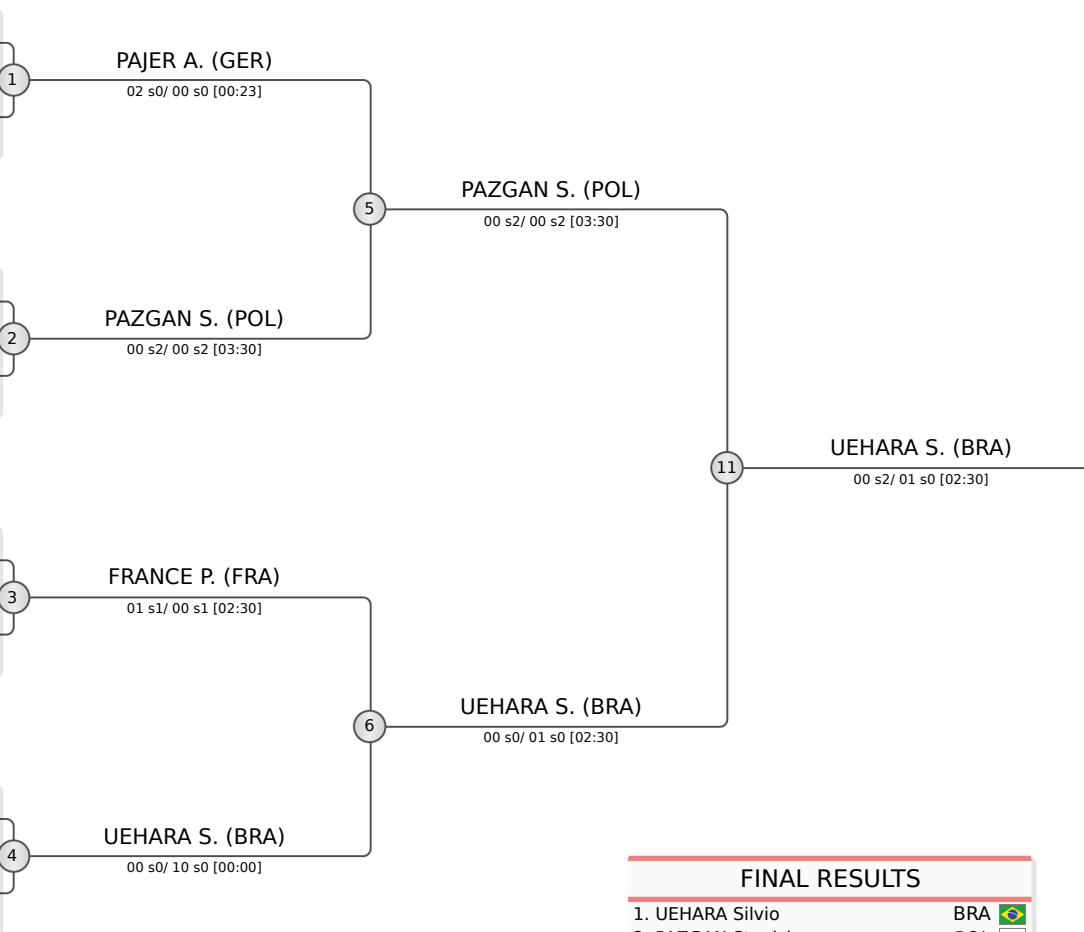 PAJER A. (GER)
1
02 s0/ 00 s0 [00:23]
PAZGAN S. (POL)
5
00 s2/ 00 s2 [03:30]
PAZGAN S. (POL)
2
00 s2/ 00 s2 [03:30]
UEHARA S. (BRA)
11
00 s2/ 01 s0 [02:30]
FRANCE P. (FRA)
3
01 s1/ 00 s1 [02:30]
UEHARA S. (BRA)
6
00 s0/ 01 s0 [02:30]
UEHARA S. (BRA)
4
00 s0/ 10 s0 [00:00]
FINAL RESULTS
1. UEHARA Silvio BRA